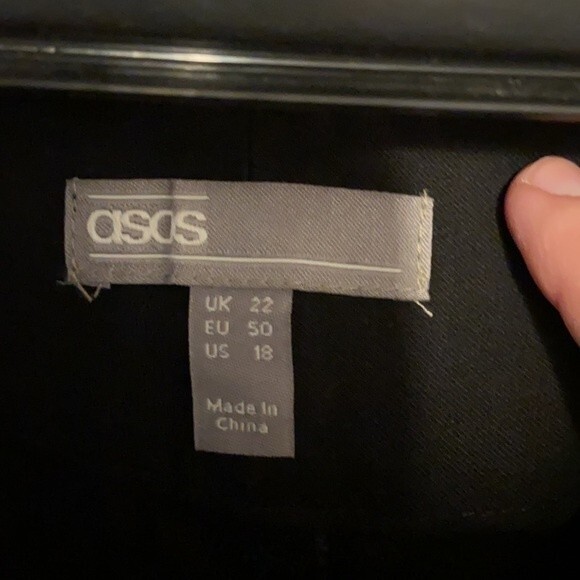 asos
UK 22
EU 50
US 18
Made In
China